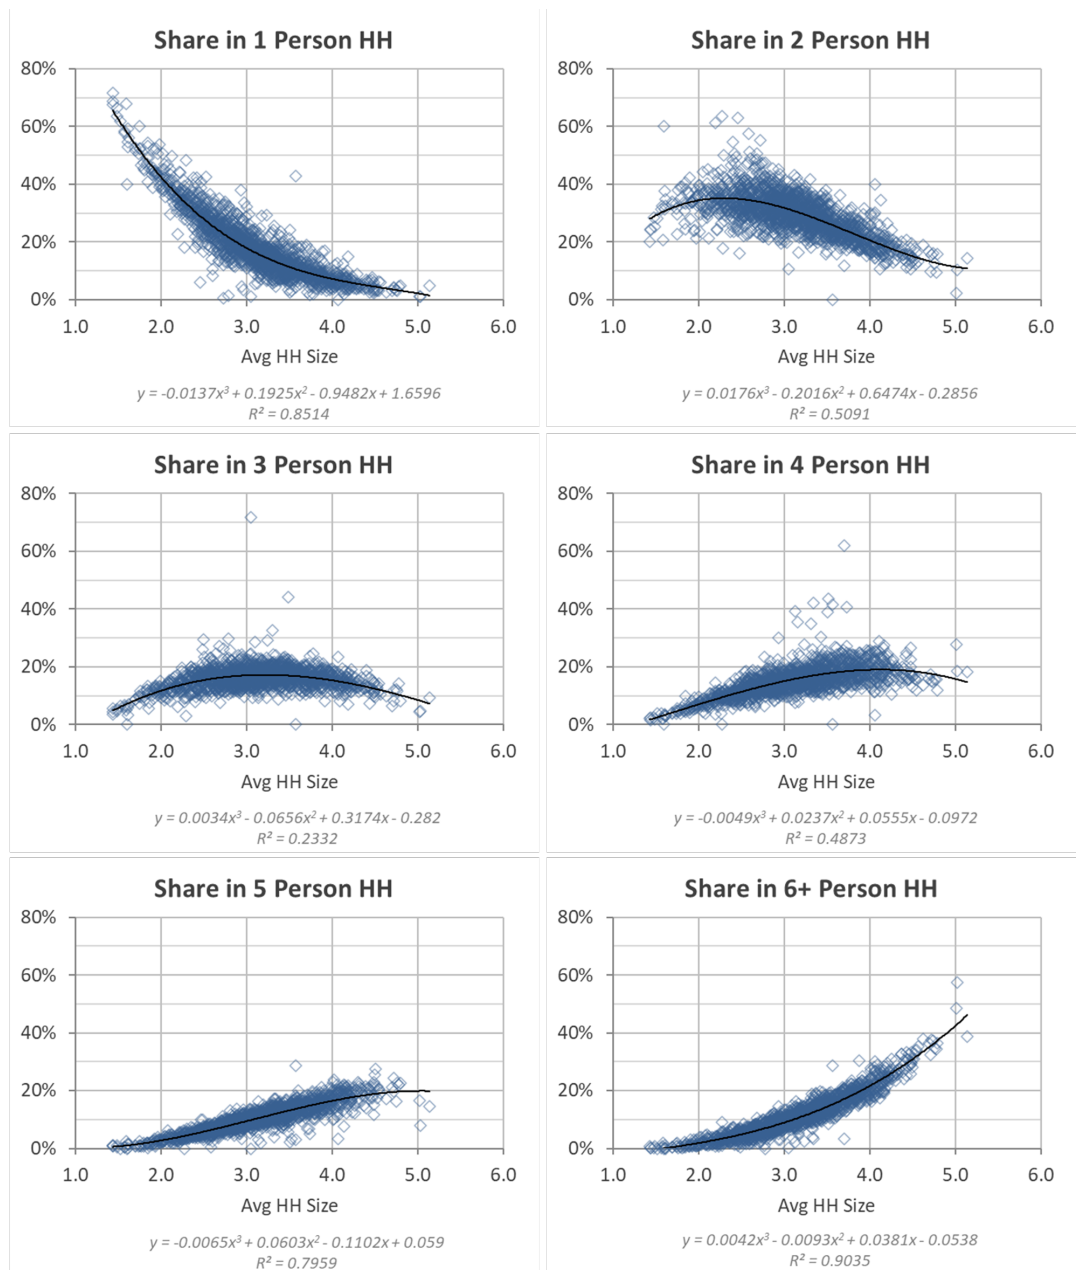 Share in 1 Person HH
80%
60%
40%
20%
0%
1.0 2.0 3.0 4.0 5.0 6.0
Avg HH Size
y = -0.0137x³ + 0.1925x² - 0.9482x + 1.6596
R² = 0.8514
Share in 2 Person HH
80%
60%
40%
20%
0%
1.0 2.0 3.0 4.0 5.0 6.0
Avg HH Size
y = 0.0176x³ - 0.2016x² + 0.6474x - 0.2856
R² = 0.5091
Share in 3 Person HH
80%
60%
40%
20%
0%
1.0 2.0 3.0 4.0 5.0 6.0
Avg HH Size
y = 0.0034x³ - 0.0656x² + 0.3174x - 0.282
R² = 0.2332
Share in 4 Person HH
80%
60%
40%
20%
0%
1.0 2.0 3.0 4.0 5.0 6.0
Avg HH Size
y = -0.0049x³ + 0.0237x² + 0.0555x - 0.0972
R² = 0.4873
Share in 5 Person HH
80%
60%
40%
20%
0%
1.0 2.0 3.0 4.0 5.0 6.0
Avg HH Size
y = -0.0065x³ + 0.0603x² - 0.1102x + 0.059
R² = 0.7959
Share in 6+ Person HH
80%
60%
40%
20%
0%
1.0 2.0 3.0 4.0 5.0 6.0
Avg HH Size
y = 0.0042x³ - 0.0093x² + 0.0381x - 0.0538
R² = 0.9035